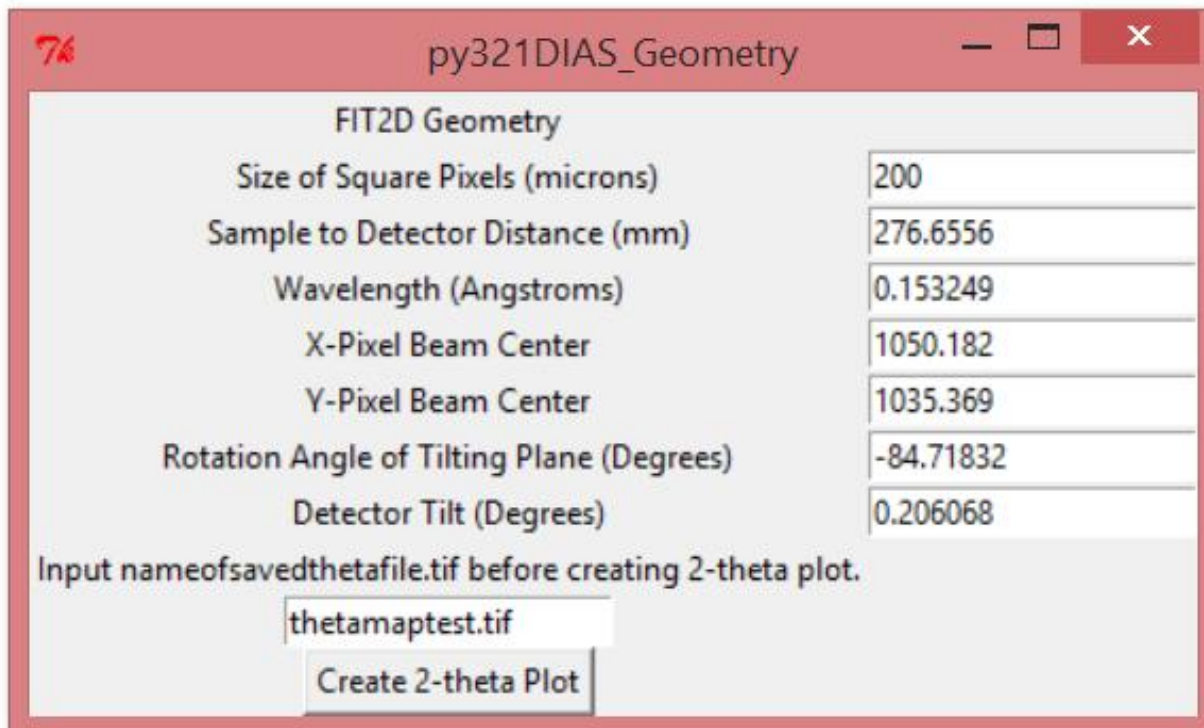 py321DIAS_Geometry
FIT2D Geometry
Size of Square Pixels (microns) 200
Sample to Detector Distance (mm) 276.6556
Wavelength (Angstroms) 0.153249
X-Pixel Beam Center 1050.182
Y-Pixel Beam Center 1035.369
Rotation Angle of Tilting Plane (Degrees) -84.71832
Detector Tilt (Degrees) 0.206068
Input nameofsavedthetafile.tif before creating 2-theta plot.
thetamaptest.tif
Create 2-theta Plot